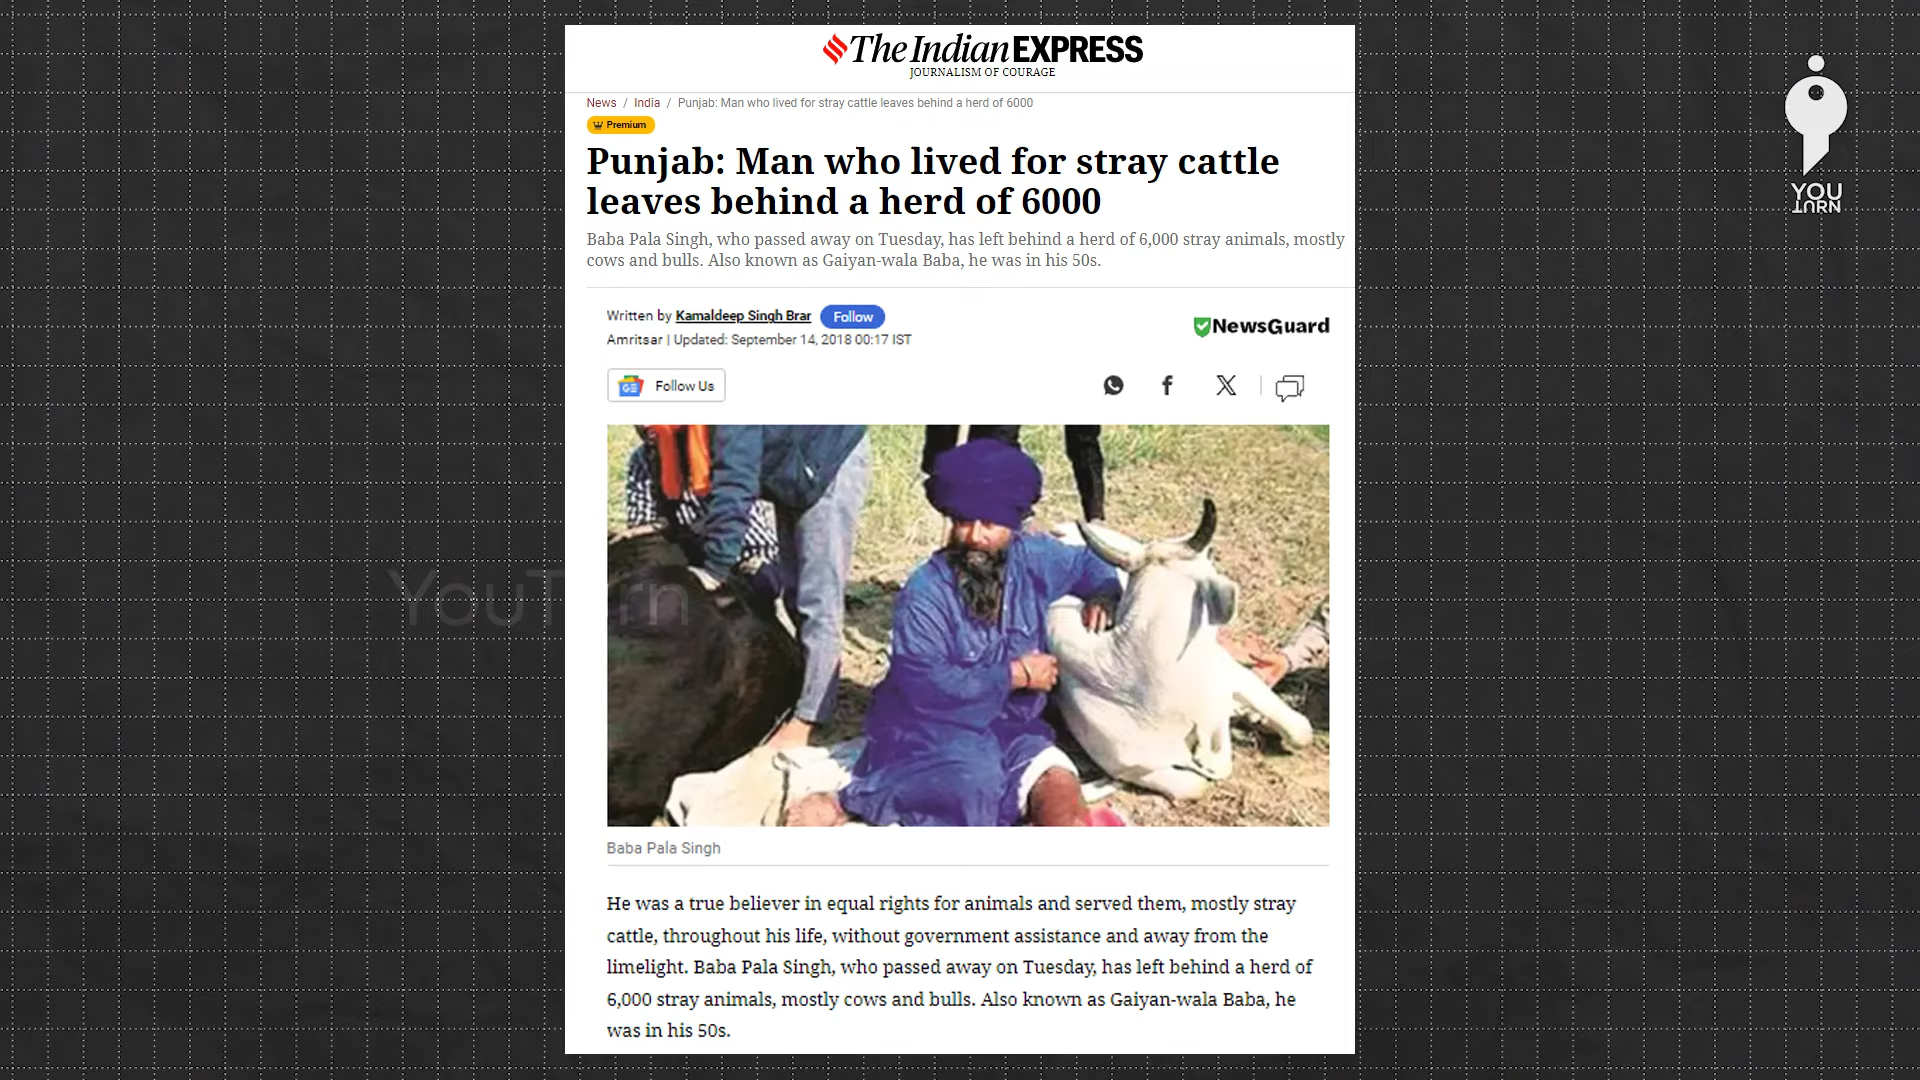 The Indian EXPRESS
JOURNALISM OF COURAGE
News / India / Punjab: Man who lived for stray cattle leaves behind a herd of 6000
Premium
Punjab: Man who lived for stray cattle
leaves behind a herd of 6000
Baba Pala Singh, who passed away on Tuesday, has left behind a herd of 6,000 stray animals, mostly
cows and bulls. Also known as Gaiyan-wala Baba, he was in his 50s.
Written by Kamaldeep Singh Brar Follow
NewsGuard
Amritsar | Updated: September 14, 2018 00:17 IST
GE Follow Us
Baba Pala Singh
He was a true believer in equal rights for animals and served them, mostly stray
cattle, throughout his life, without government assistance and away from the
limelight. Baba Pala Singh, who passed away on Tuesday, has left behind a herd of
6,000 stray animals, mostly cows and bulls. Also known as Gaiyan-wala Baba, he
was in his 50s.
YOU
TURN
YouTurn